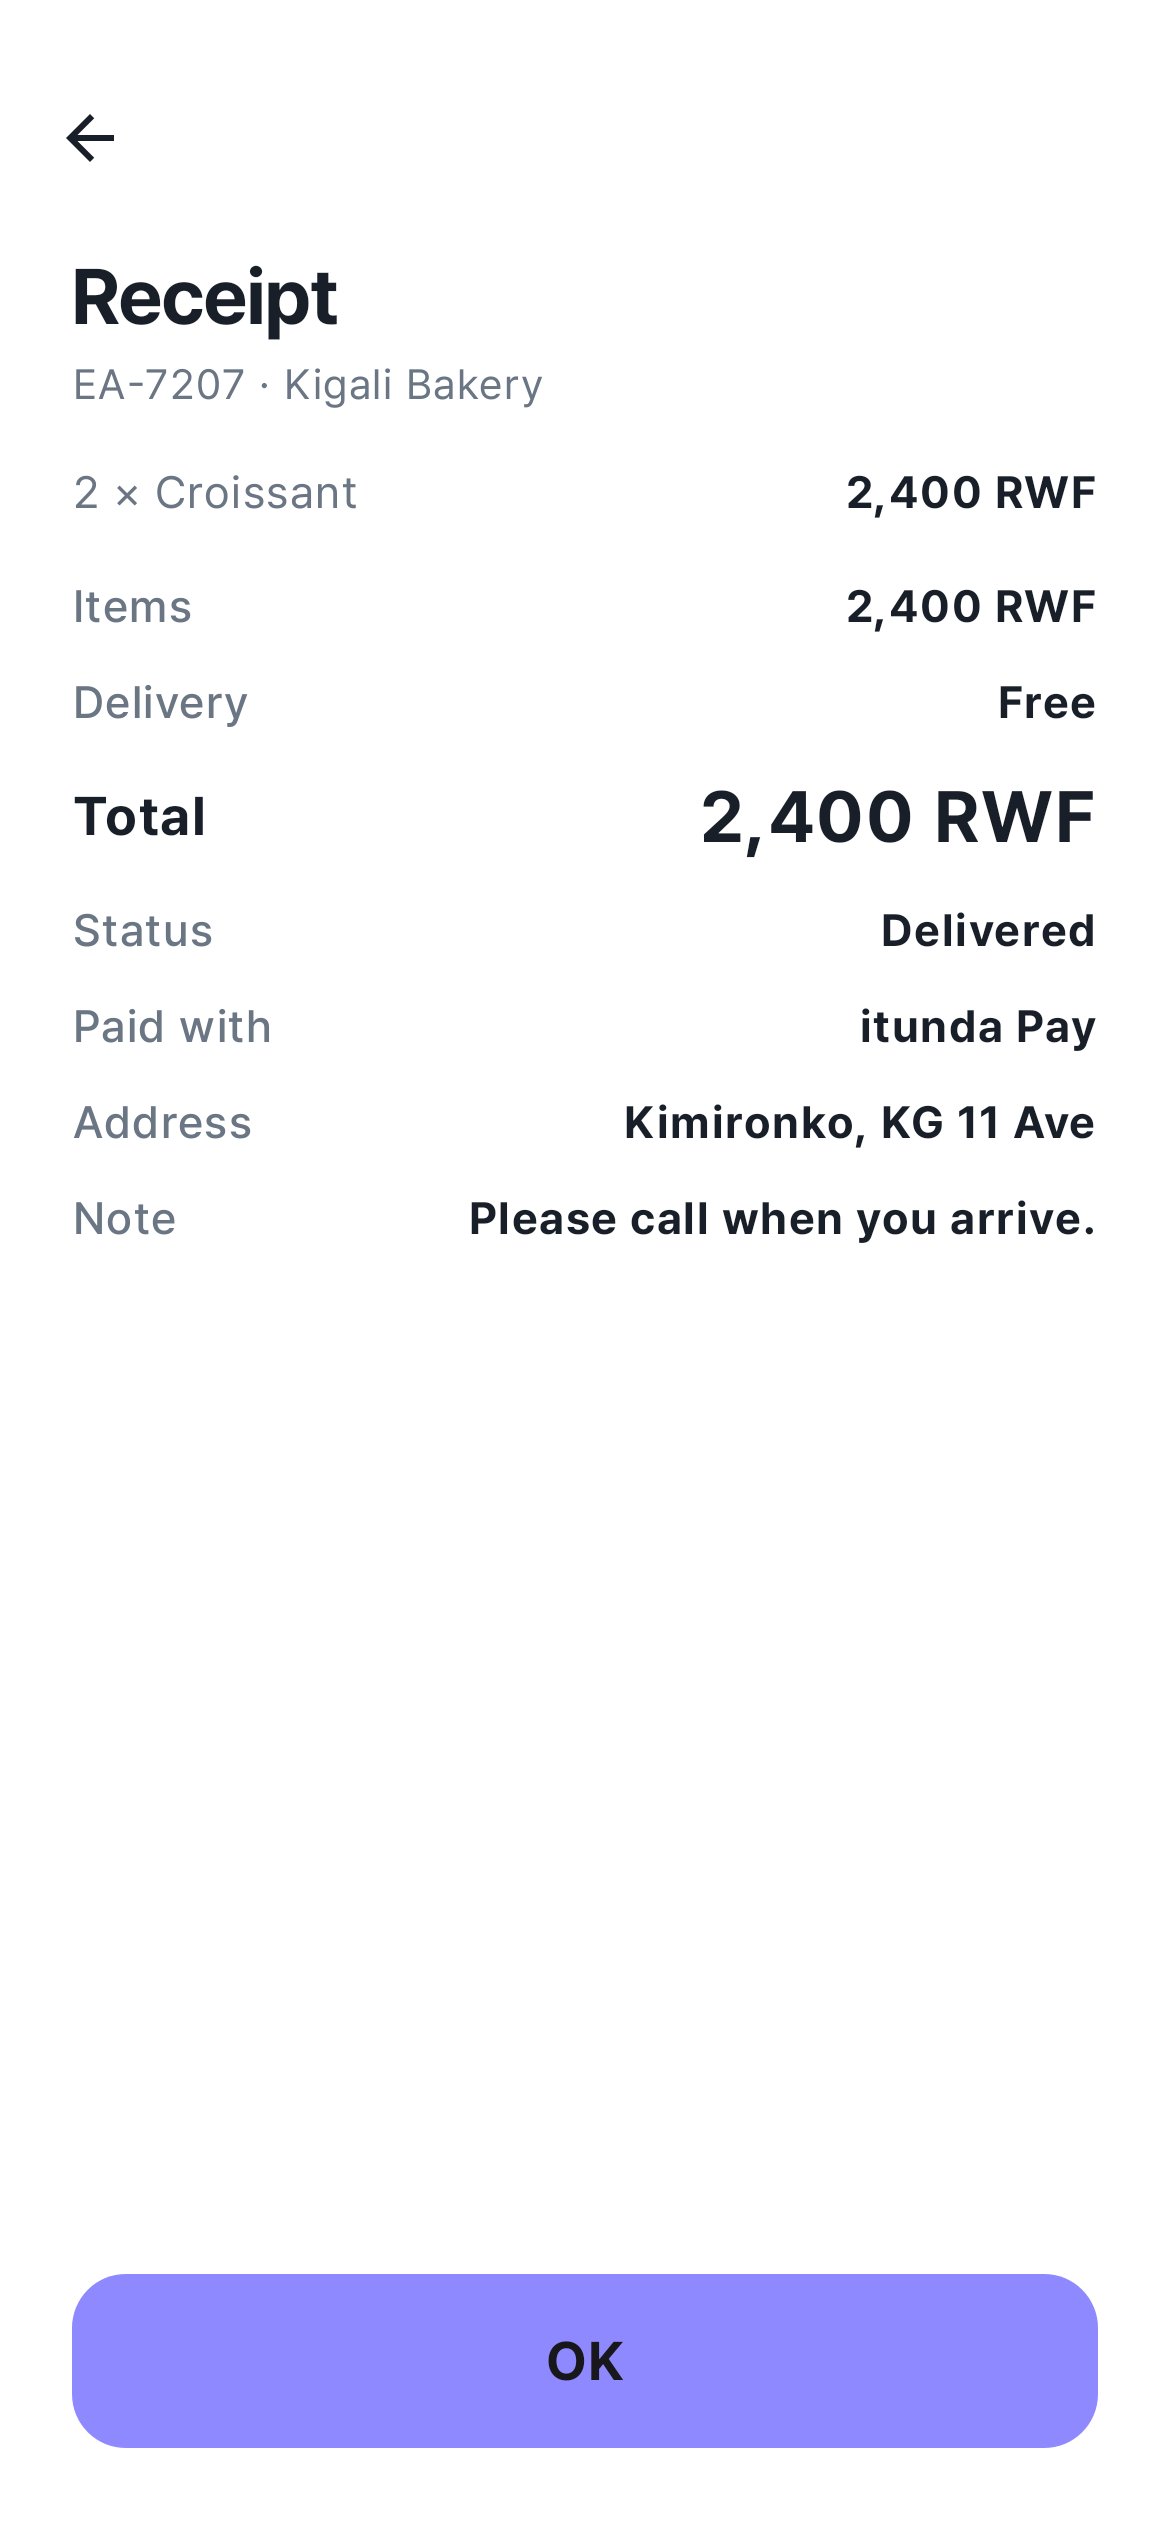 Receipt
EA-7207 · Kigali Bakery
2 × Croissant 2,400 RWF
Items 2,400 RWF
Delivery Free
Total 2,400 RWF
Status Delivered
Paid with itunda Pay
Address Kimironko, KG 11 Ave
Note Please call when you arrive.
OK